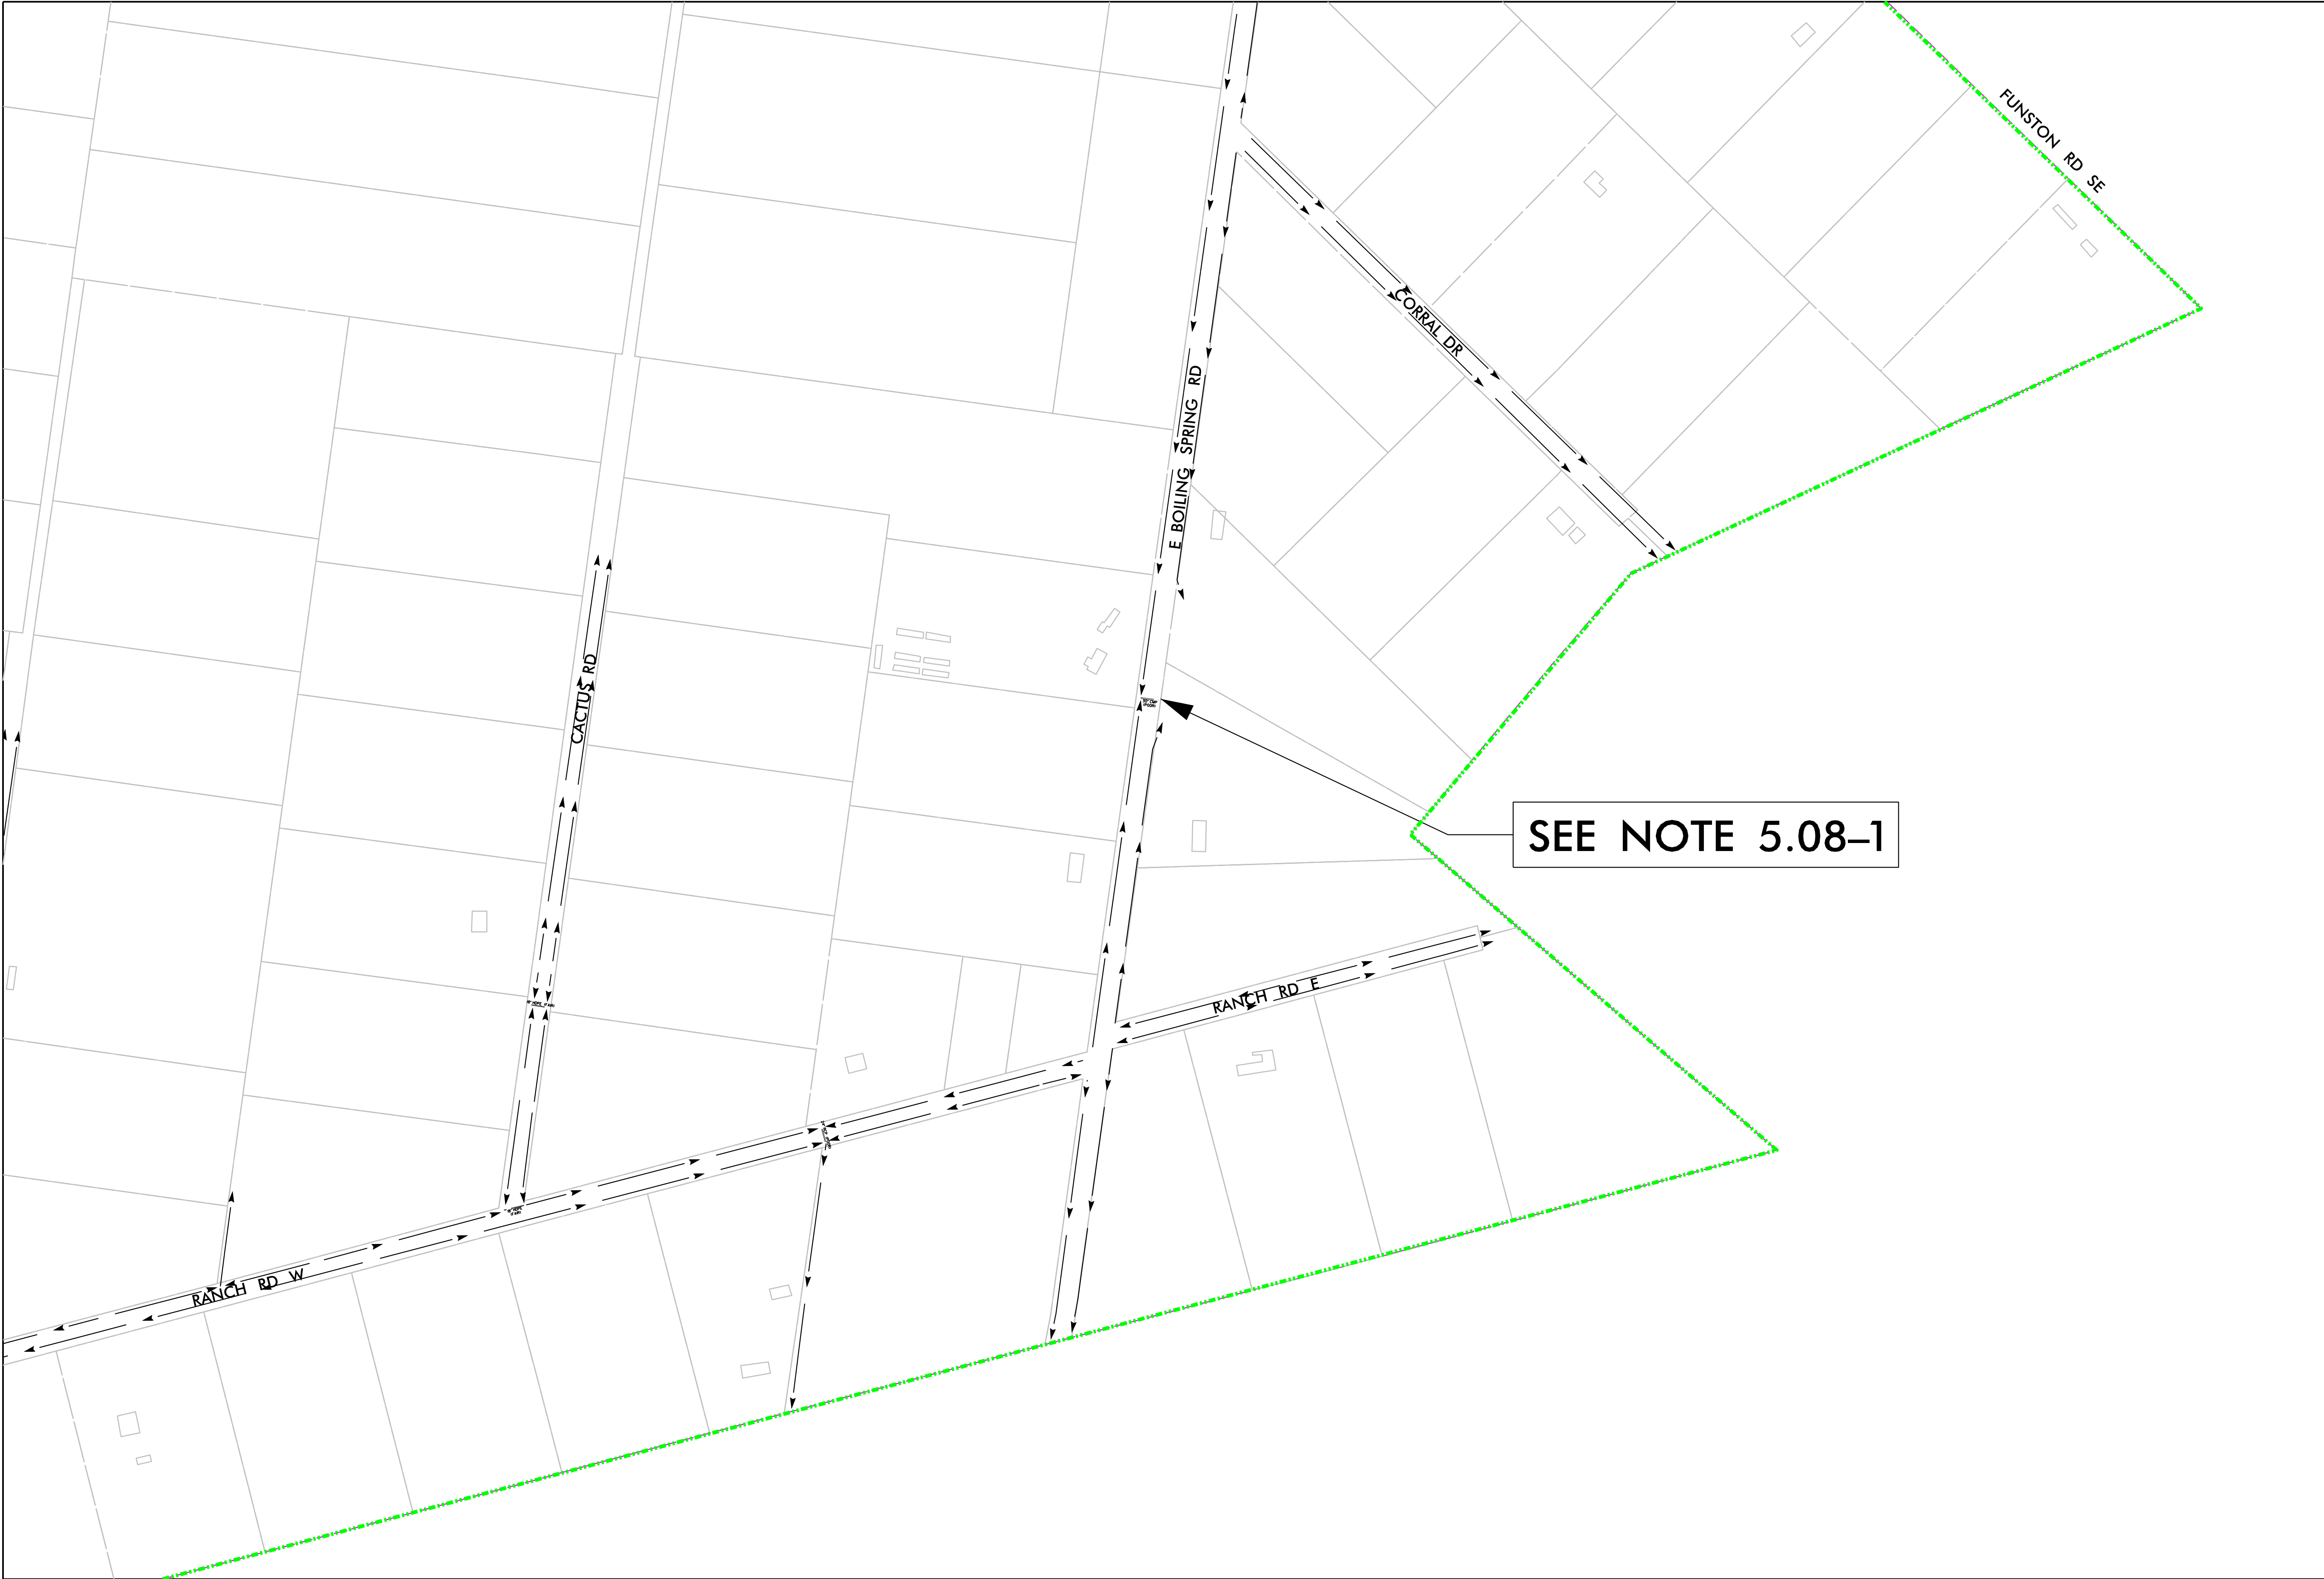 FUNSTON RD SE
CORRAL DR
E BOILING SPRING RD
CACTUS RD
SEE NOTE 5.08–1
RANCH RD E
RANCH RD W